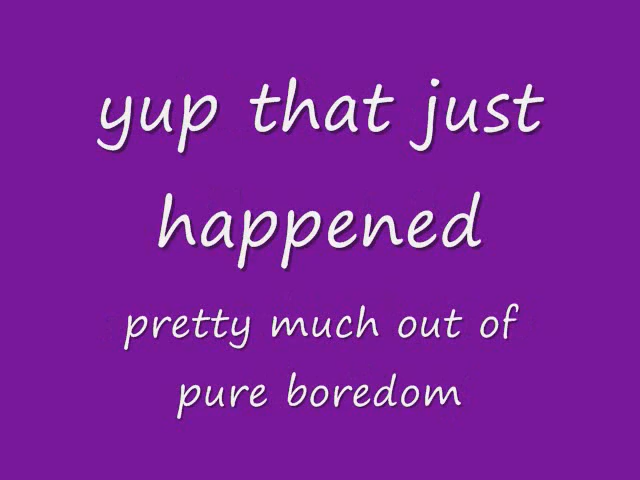 yup that just
happened
pretty much out of
pure boredom